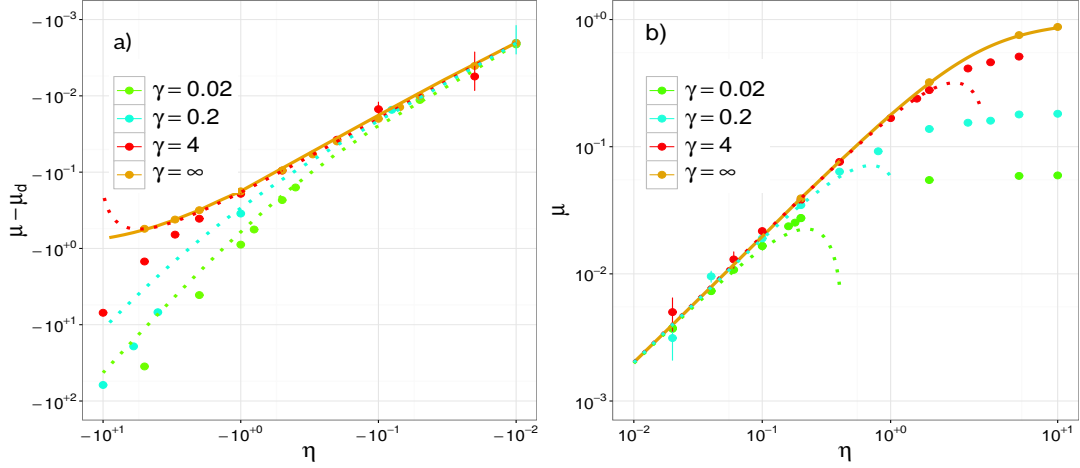 a)
γ = 0.02
γ = 0.2
γ = 4
γ = ∞
−10⁻³
−10⁻²
−10⁻¹
−10⁺⁰
−10⁺¹
−10⁺²
μ − μd
−10⁺¹ −10⁺⁰ −10⁻¹ −10⁻²
η
b)
γ = 0.02
γ = 0.2
γ = 4
γ = ∞
10⁺⁰
10⁻¹
10⁻²
10⁻³
μ
10⁻² 10⁻¹ 10⁺⁰ 10⁺¹
η